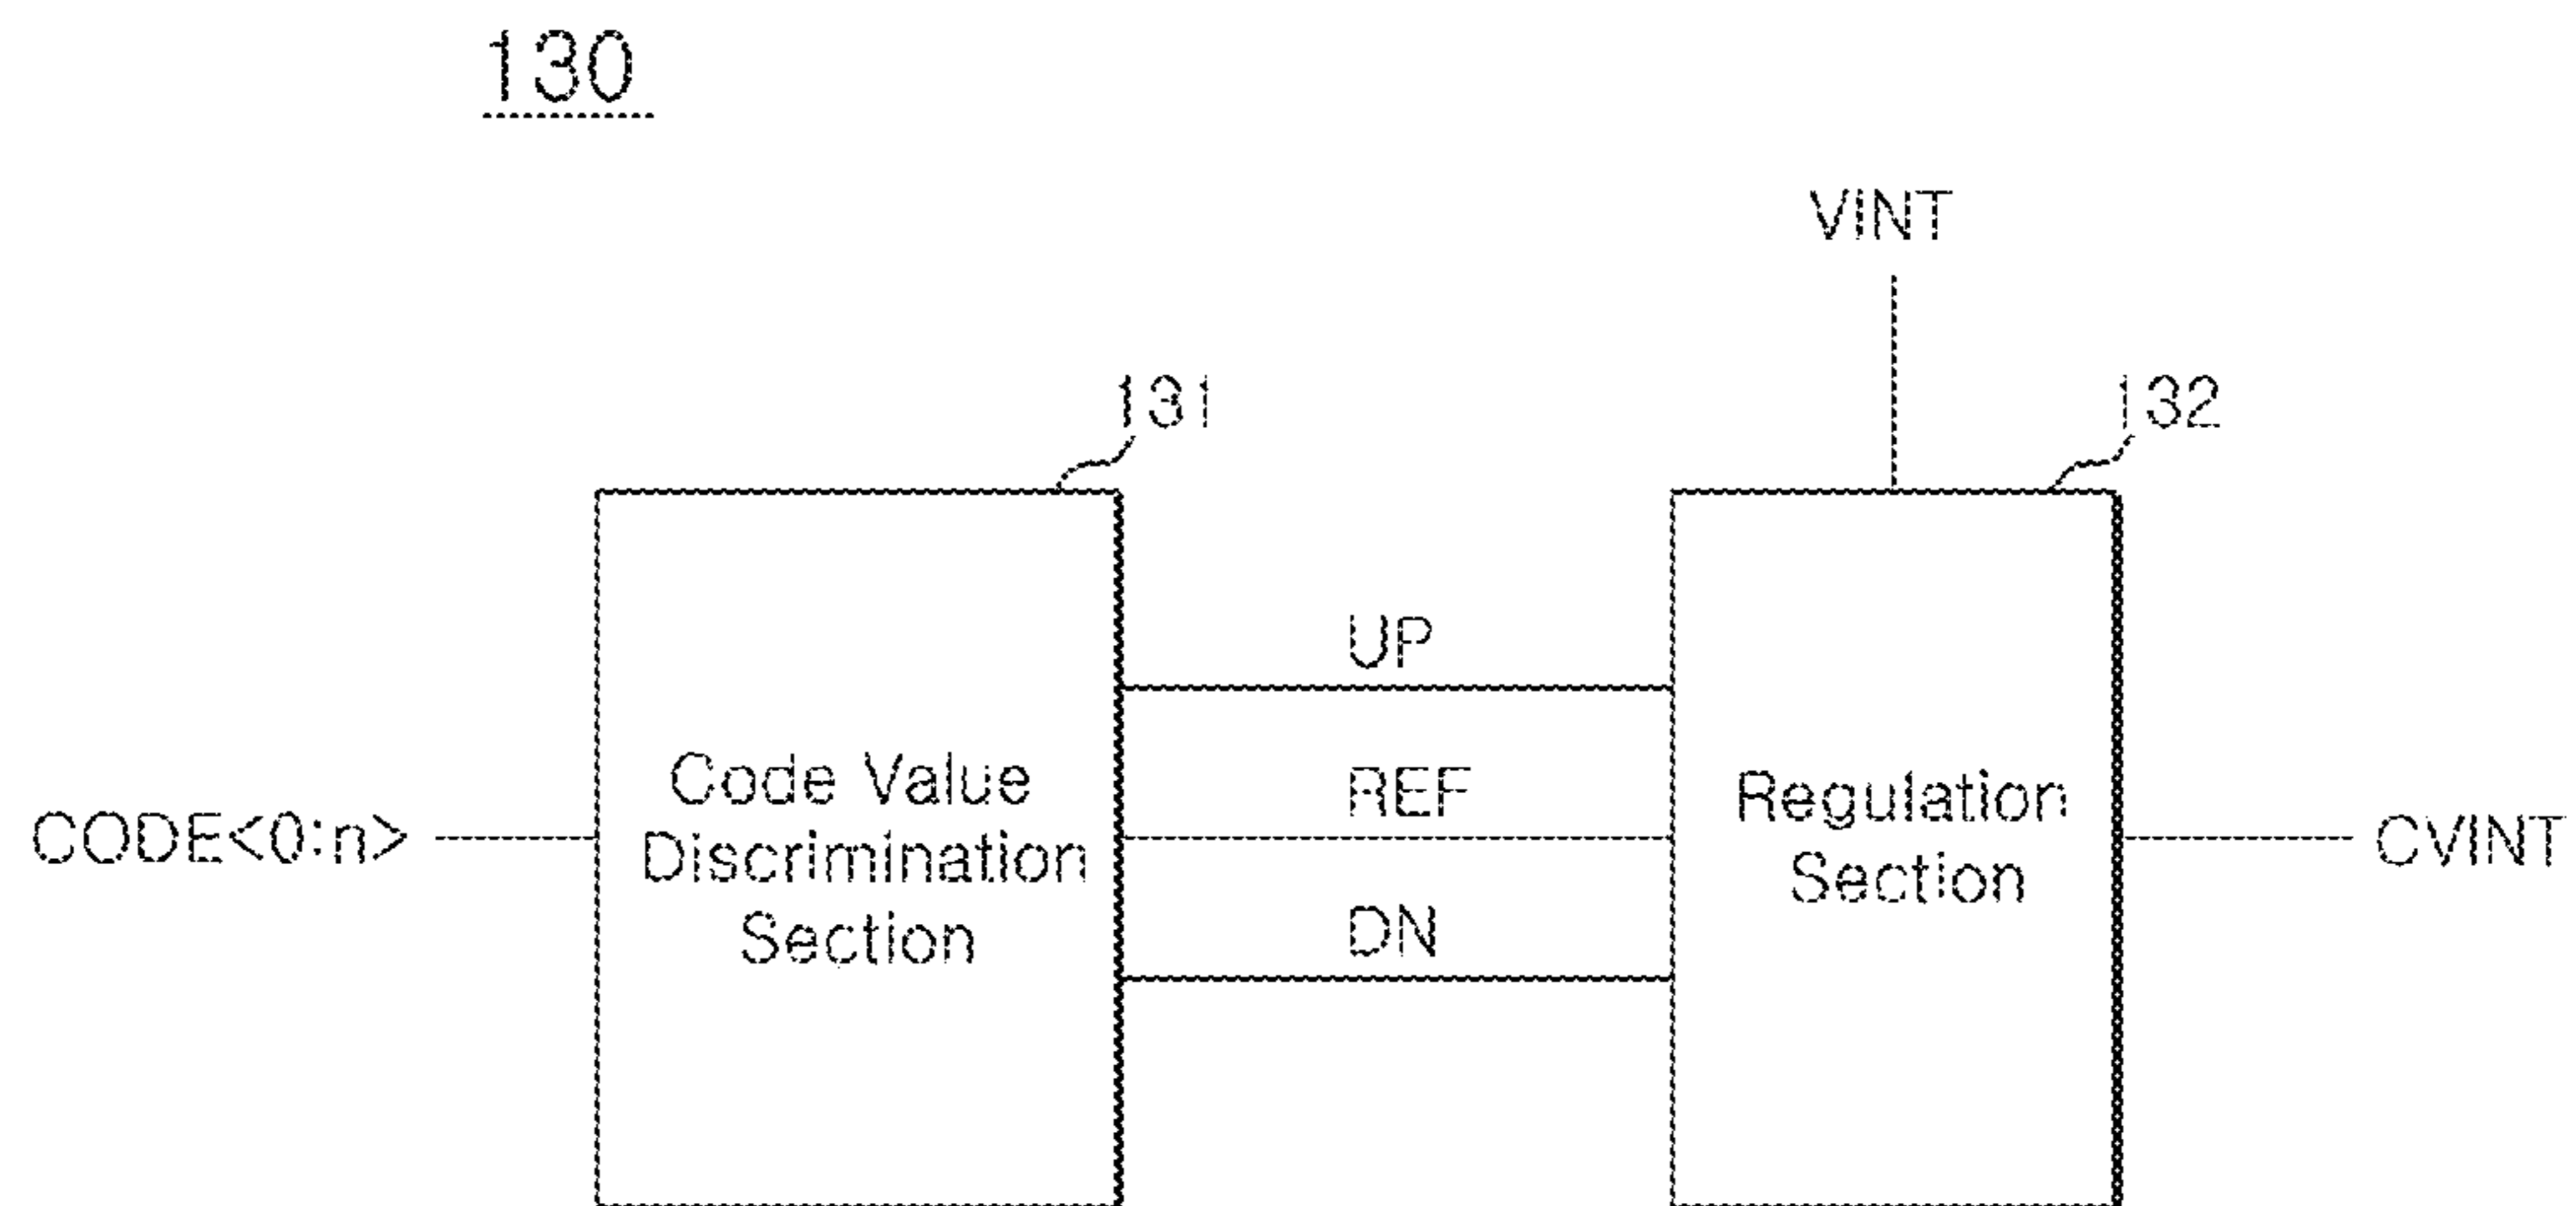 130
VINT
131
132
UP
REF
DN
Code Value
Discrimination
Section
Regulation
Section
CODE<0:n>
CVINT